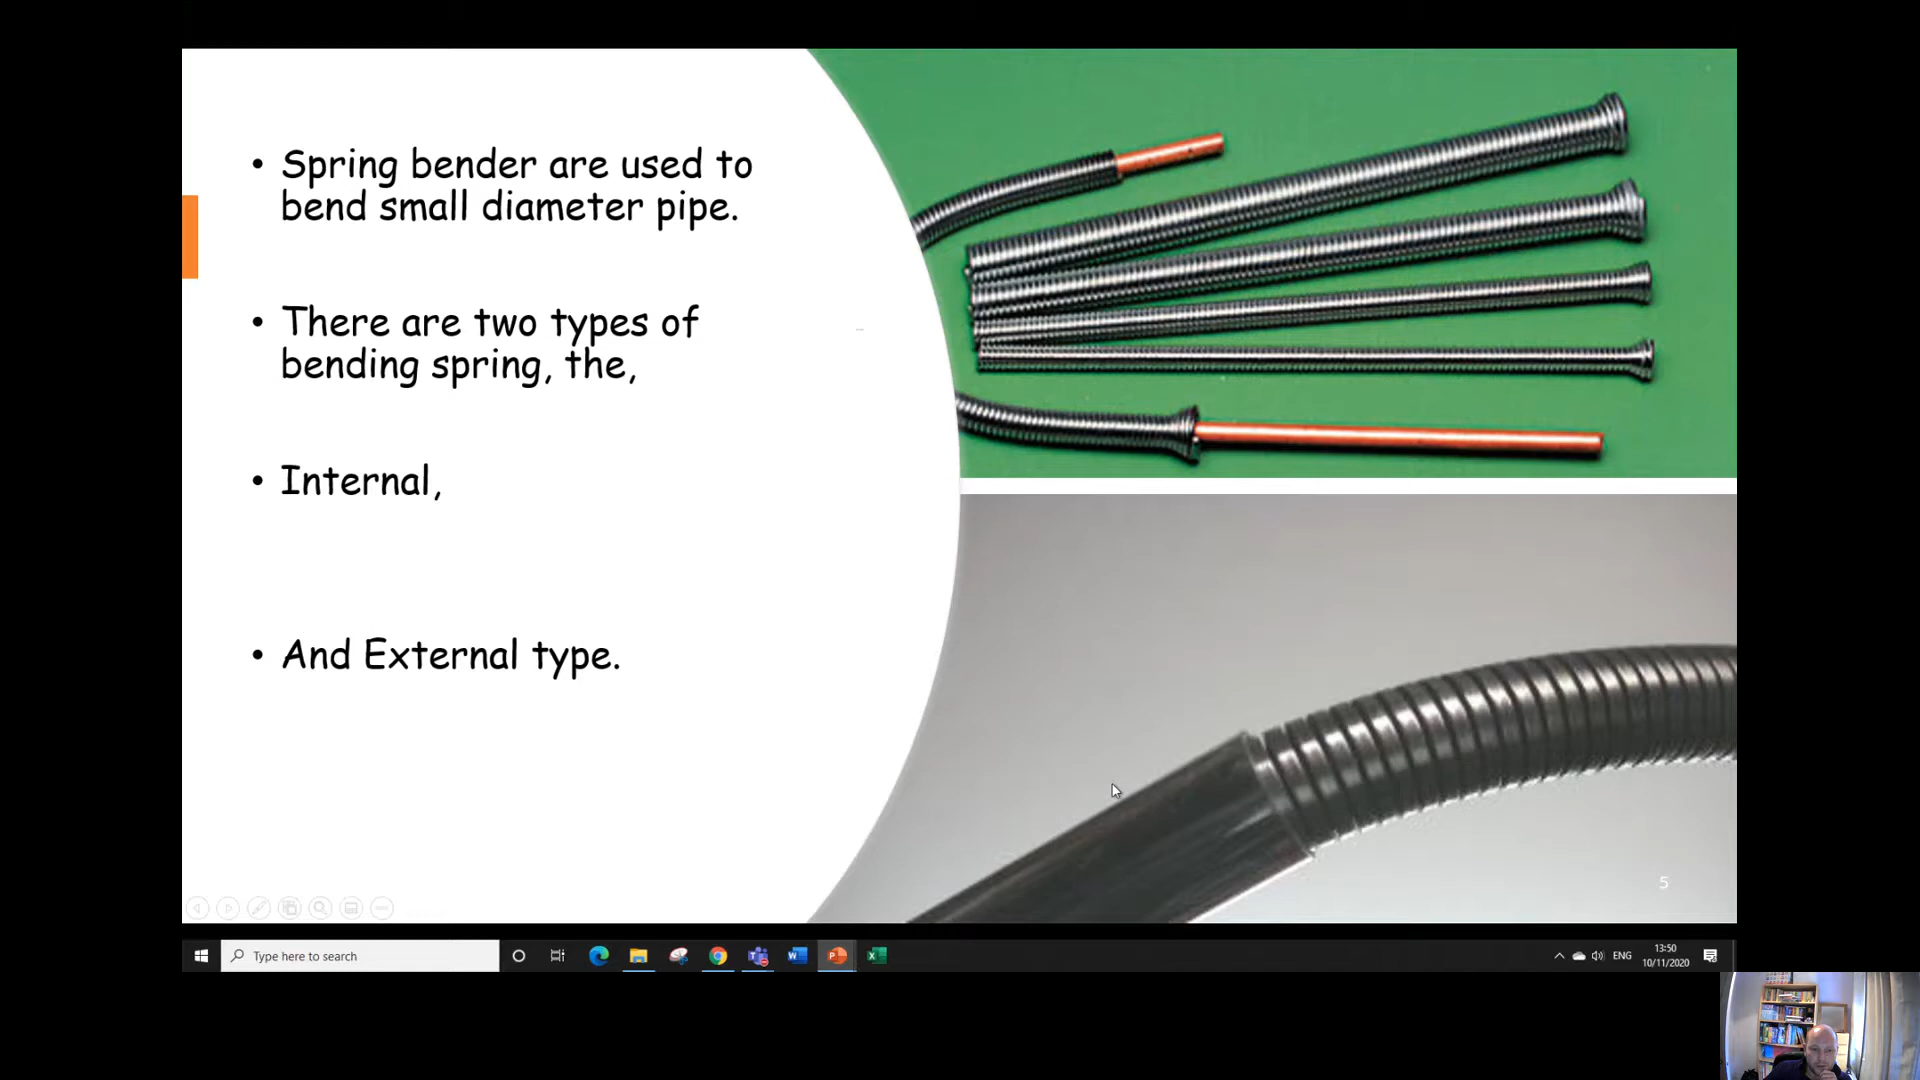 • Spring bender are used to
bend small diameter pipe.
• There are two types of
bending spring, the,
• Internal,
• And External type.
5
Type here to search
ENG
13:50
10/11/2020